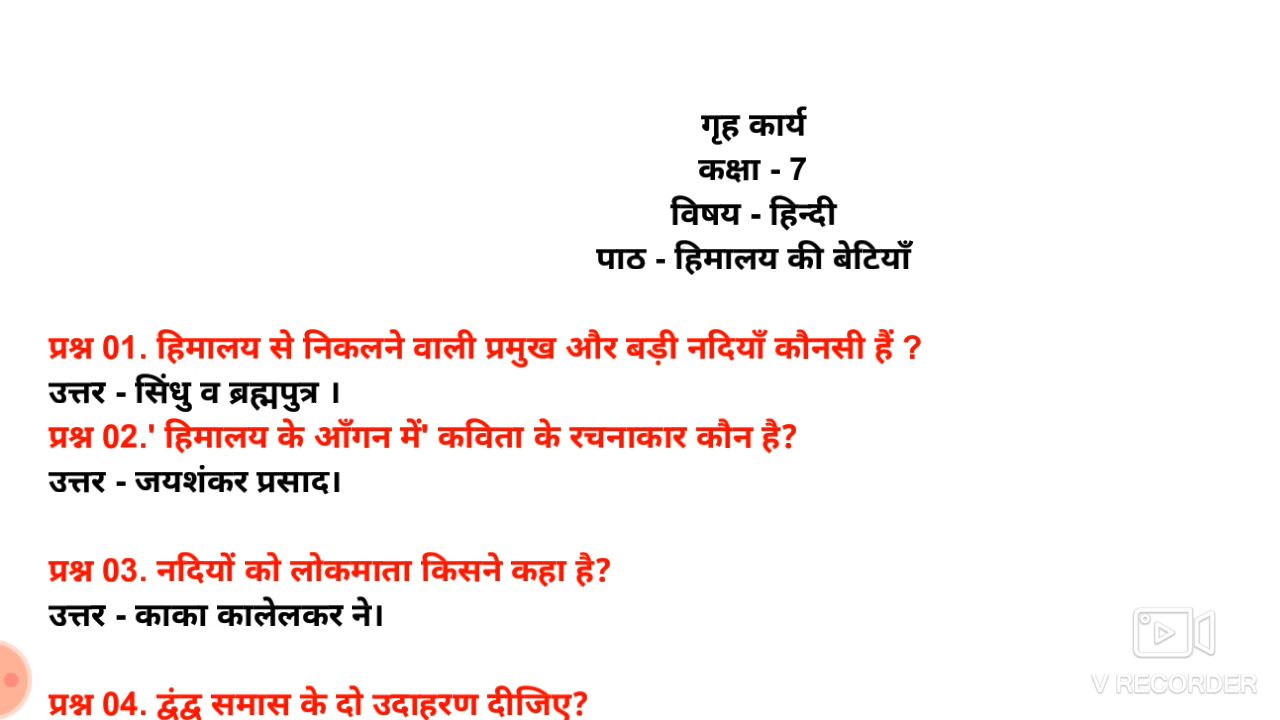 गृह कार्य
कक्षा - 7
विषय - हिन्दी
पाठ - हिमालय की बेटियाँ
प्रश्न 01. हिमालय से निकलने वाली प्रमुख और बड़ी नदियाँ कौनसी हैं ?
उत्तर - सिंधु व ब्रह्मपुत्र ।
प्रश्न 02.' हिमालय के आँगन में' कविता के रचनाकार कौन है?
उत्तर - जयशंकर प्रसाद।
प्रश्न 03. नदियों को लोकमाता किसने कहा है?
उत्तर - काका कालेलकर ने।
प्रश्न 04. द्वंद्व समास के दो उदाहरण दीजिए?
V RECORDER